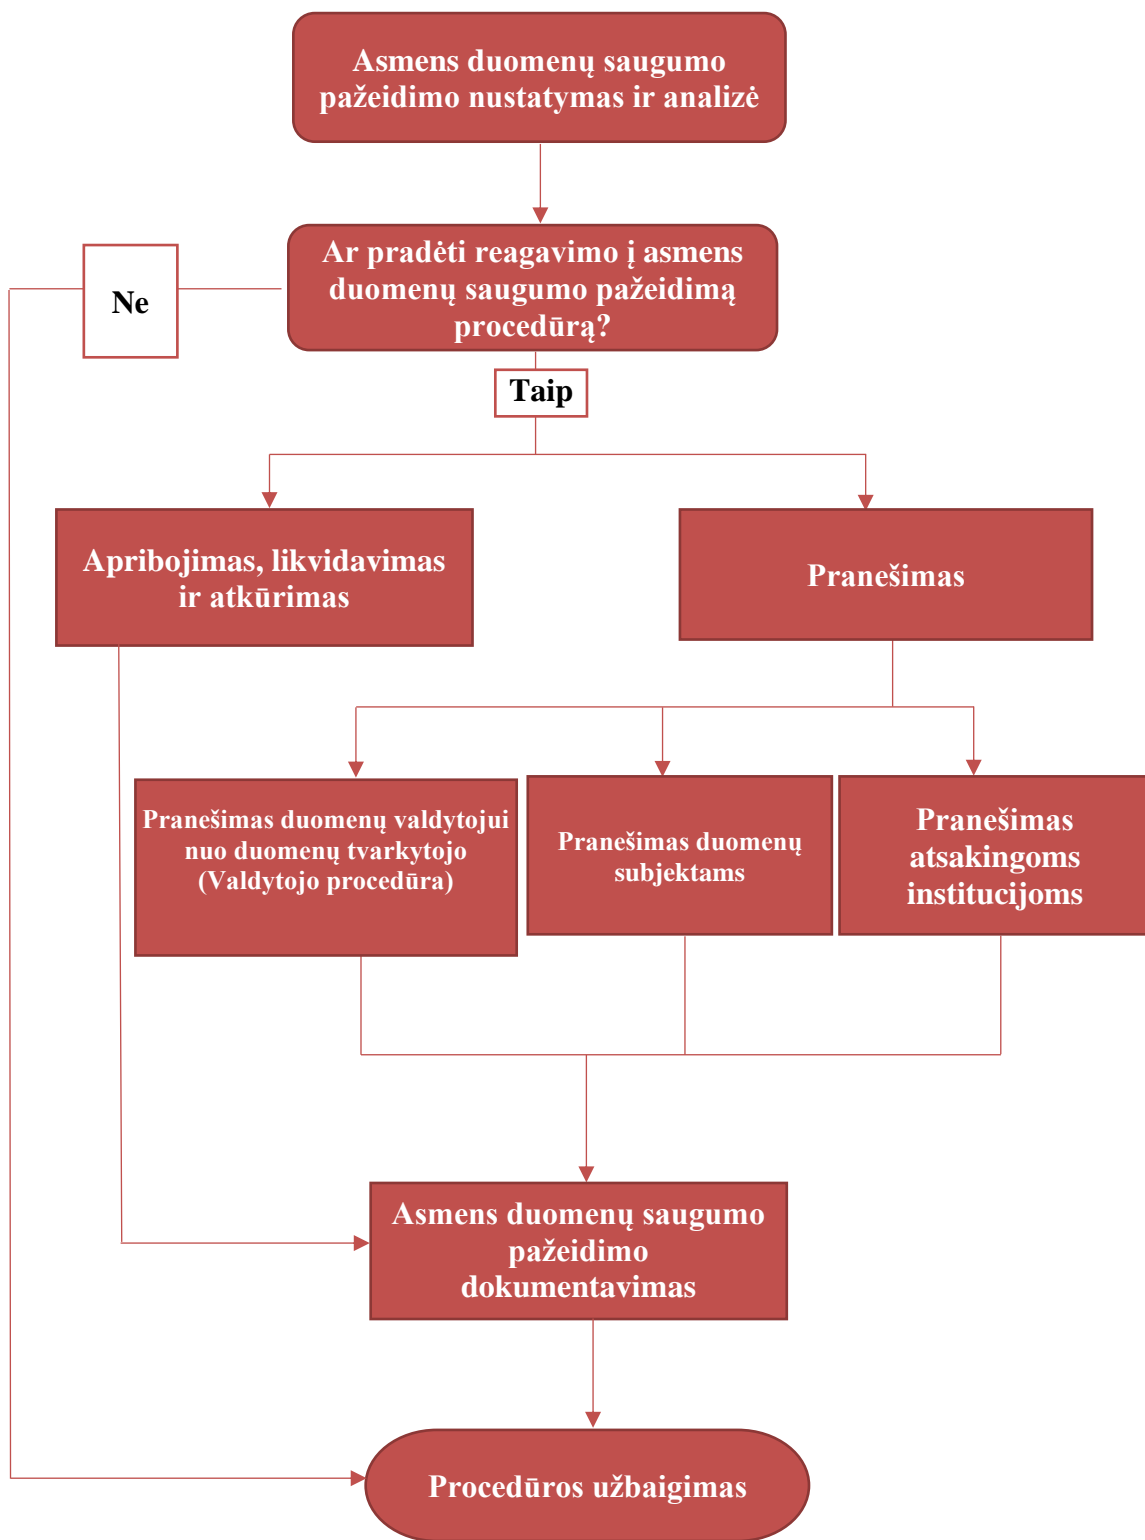 Asmens duomenų saugumo
pažeidimo nustatymas ir analizė
Ar pradėti reagavimo į asmens
duomenų saugumo pažeidimą
procedūrą?
Ne
Taip
Apribojimas, likvidavimas
ir atkūrimas
Pranešimas
Pranešimas duomenų valdytojui
nuo duomenų tvarkytojo
(Valdytojo procedūra)
Pranešimas duomenų
subjektams
Pranešimas
atsakingoms
institucijoms
Asmens duomenų saugumo
pažeidimo
dokumentavimas
Procedūros užbaigimas